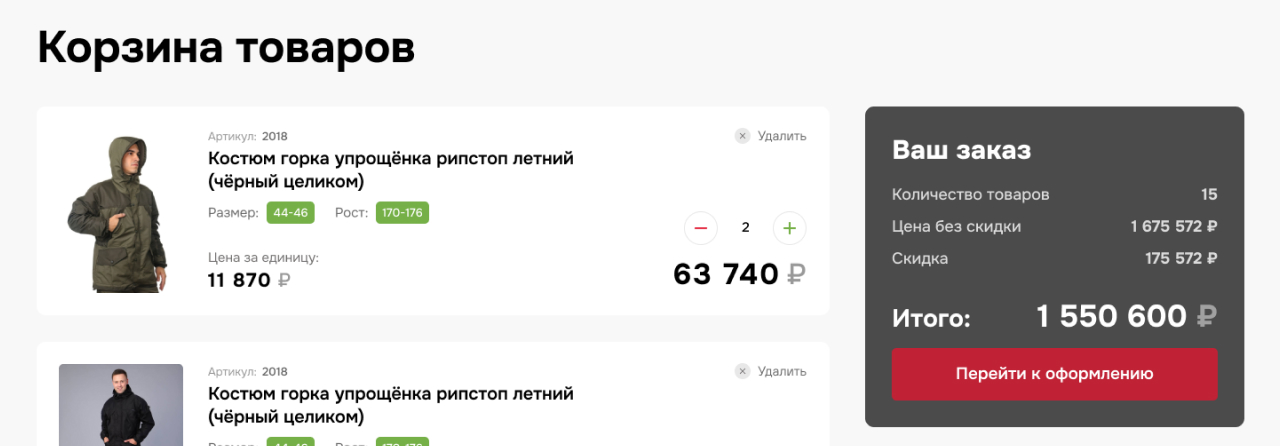 Корзина товаров
Артикул: 2018
Удалить
Костюм горка упрощёнка рипстоп летний
(чёрный целиком)
Размер: 44-46 Рост: 170-176
2
Цена за единицу:
11 870 ₽
63 740 ₽
Артикул: 2018
Удалить
Костюм горка упрощёнка рипстоп летний
(чёрный целиком)
Ваш заказ
Количество товаров 15
Цена без скидки 1 675 572 ₽
Скидка 175 572 ₽
Итого: 1 550 600 ₽
Перейти к оформлению